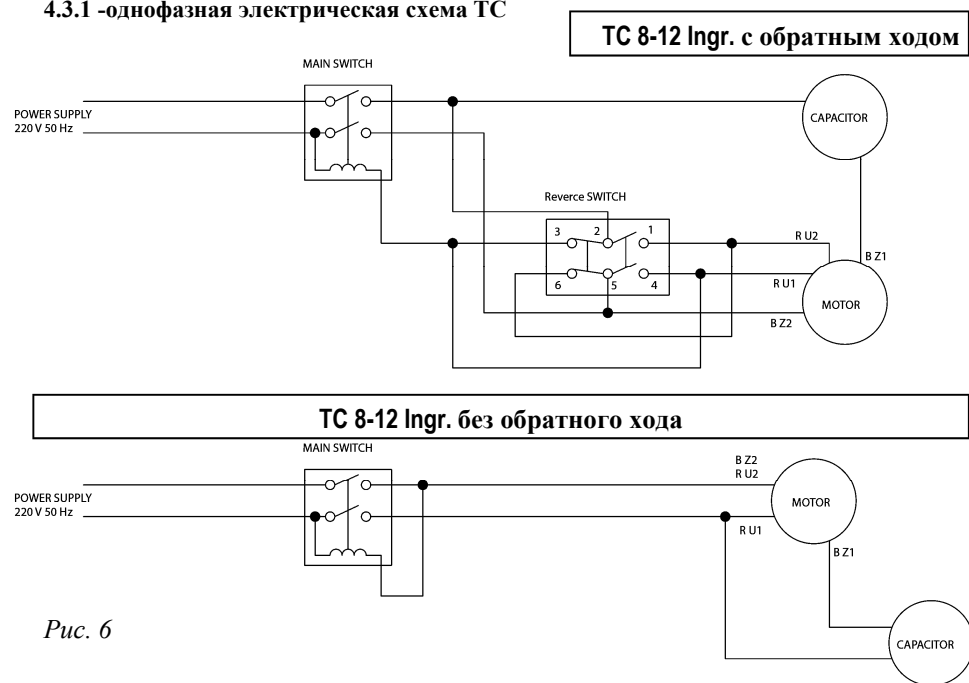 4.3.1 -однофазная электрическая схема ТС
TC 8-12 Ingr. с обратным ходом
MAIN SWITCH
POWER SUPPLY
220 V 50 Hz
CAPACITOR
Reverce SWITCH
3 2 1
R U2
B Z1
6 5 4
R U1
MOTOR
B Z2
TC 8-12 Ingr. без обратного хода
MAIN SWITCH
B Z2
R U2
POWER SUPPLY
220 V 50 Hz
MOTOR
R U1
B Z1
Рис. 6
CAPACITOR